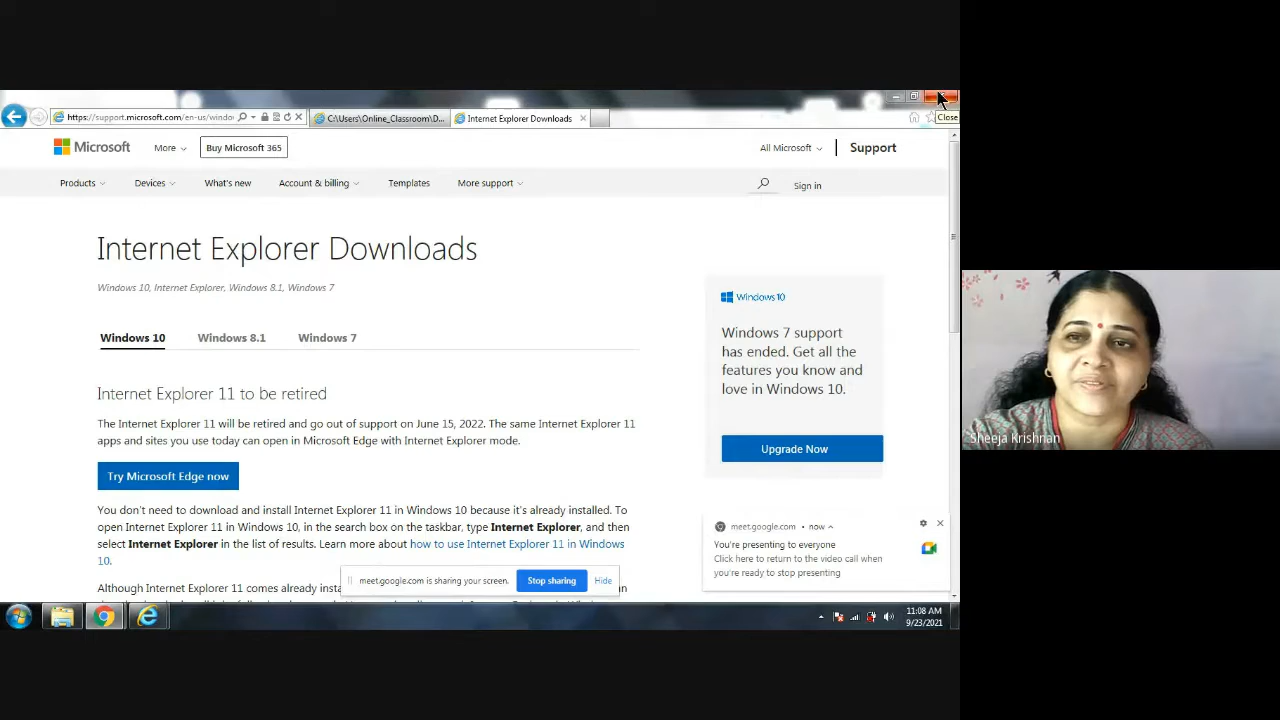 https://support.microsoft.com/en-us/windo
C:\Users\Online_Classroom\D...
Internet Explorer Downloads
Close
Microsoft
More
Buy Microsoft 365
All Microsoft
Support
Products
Devices
What's new
Account & billing
Templates
More support
Sign in
Internet Explorer Downloads
Windows 10, Internet Explorer, Windows 8.1, Windows 7
Windows 10
Windows 8.1
Windows 7
Internet Explorer 11 to be retired
The Internet Explorer 11 will be retired and go out of support on June 15, 2022. The same Internet Explorer 11
apps and sites you use today can open in Microsoft Edge with Internet Explorer mode.
Try Microsoft Edge now
You don't need to download and install Internet Explorer 11 in Windows 10 because it's already installed. To
open Internet Explorer 11 in Windows 10, in the search box on the taskbar, type Internet Explorer, and then
select Internet Explorer in the list of results. Learn more about how to use Internet Explorer 11 in Windows
10.
Although Internet Explorer 11 comes already insta
Windows 10
Windows 7 support
has ended. Get all the
features you know and
love in Windows 10.
Upgrade Now
meet.google.com • now
You're presenting to everyone
Click here to return to the video call when
you're ready to stop presenting
meet.google.com is sharing your screen.
Stop sharing
Hide
11:08 AM
9/23/2021
Sheeja Krishnan